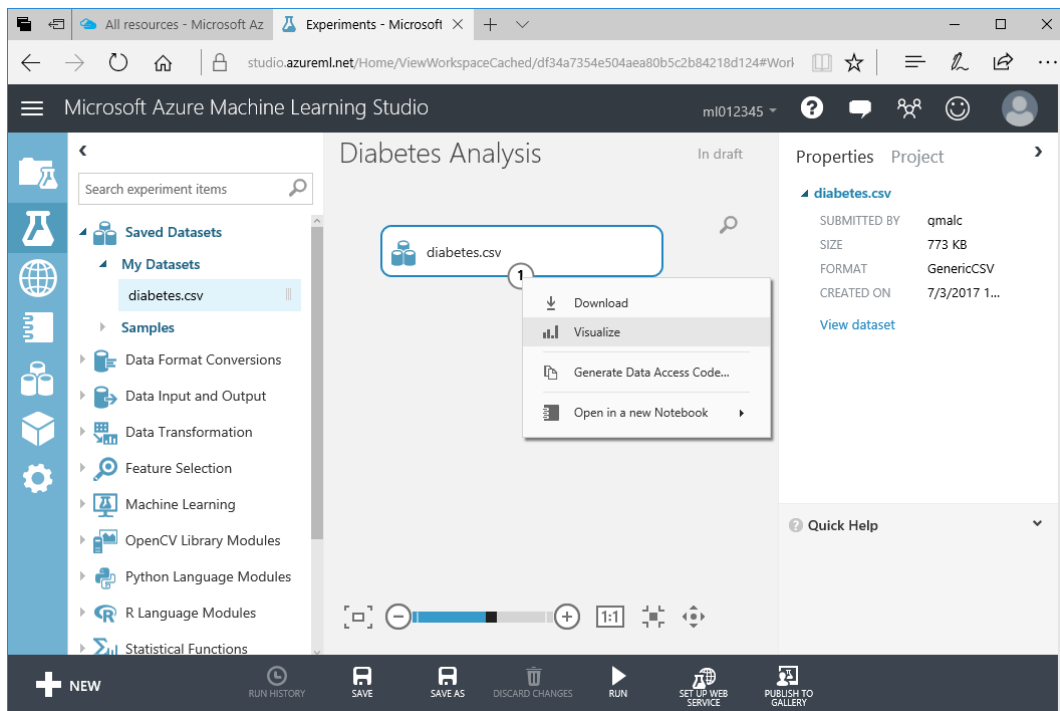 All resources - Microsoft Az
Experiments - Microsoft
studio.azureml.net/Home/ViewWorkspaceCached/df34a7354e504aea80b5c2b84218d124#Work
Microsoft Azure Machine Learning Studio
ml012345
?
Search experiment items
Saved Datasets
My Datasets
diabetes.csv
Samples
Data Format Conversions
Data Input and Output
Data Transformation
Feature Selection
Machine Learning
OpenCV Library Modules
Python Language Modules
R Language Modules
Statistical Functions
Diabetes Analysis
In draft
diabetes.csv
1
Download
Visualize
Generate Data Access Code...
Open in a new Notebook
1:1
Properties Project
diabetes.csv
SUBMITTED BY qmalc
SIZE 773 KB
FORMAT GenericCSV
CREATED ON 7/3/2017 1...
View dataset
? Quick Help
NEW
RUN HISTORY
SAVE
SAVE AS
DISCARD CHANGES
RUN
SET UP WEB
SERVICE
PUBLISH TO
GALLERY